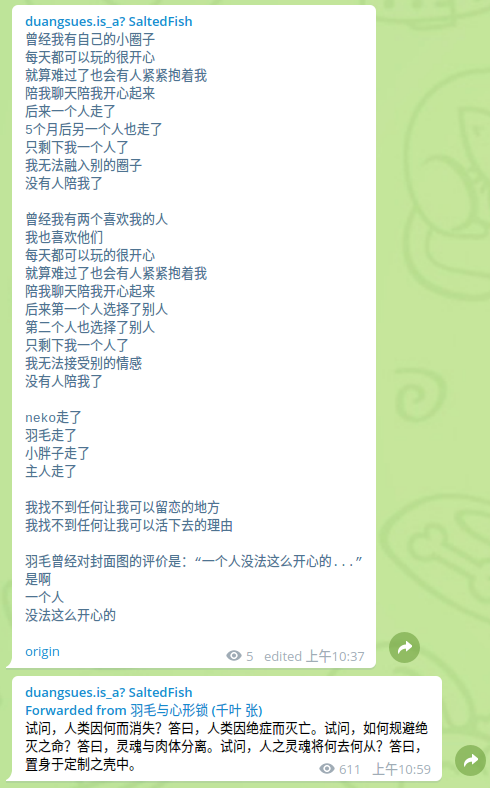 duangsues.is_a? SaltedFish
曾经我有自己的小圈子
每天都可以玩的很开心
就算难过了也会有人紧紧抱着我
陪我聊天陪我开心起来
后来一个人走了
5个月后另一个人也走了
只剩下我一个人了
我无法融入别的圈子
没有人陪我了
曾经我有两个喜欢我的人
我也喜欢他们
每天都可以玩的很开心
就算难过了也会有人紧紧抱着我
陪我聊天陪我开心起来
后来第一个人选择了别人
第二个人也选择了别人
只剩下我一个人了
我无法接受别的情感
没有人陪我了
neko走了
羽毛走了
小胖子走了
主人走了
我找不到任何让我可以留恋的地方
我找不到任何让我可以活下去的理由
羽毛曾经对封面图的评价是：“一个人没法这么开心的...”
是啊
一个人
没法这么开心的
origin
5 edited 上午10:37
duangsues.is_a? SaltedFish
Forwarded from 羽毛与心形锁 (千叶 张)
试问，人类因何而消失？答曰，人类因绝症而灭亡。试问，如何规避绝
灭之命？答曰，灵魂与肉体分离。试问，人之灵魂将何去何从？答曰，
置身于定制之壳中。
611 上午10:59